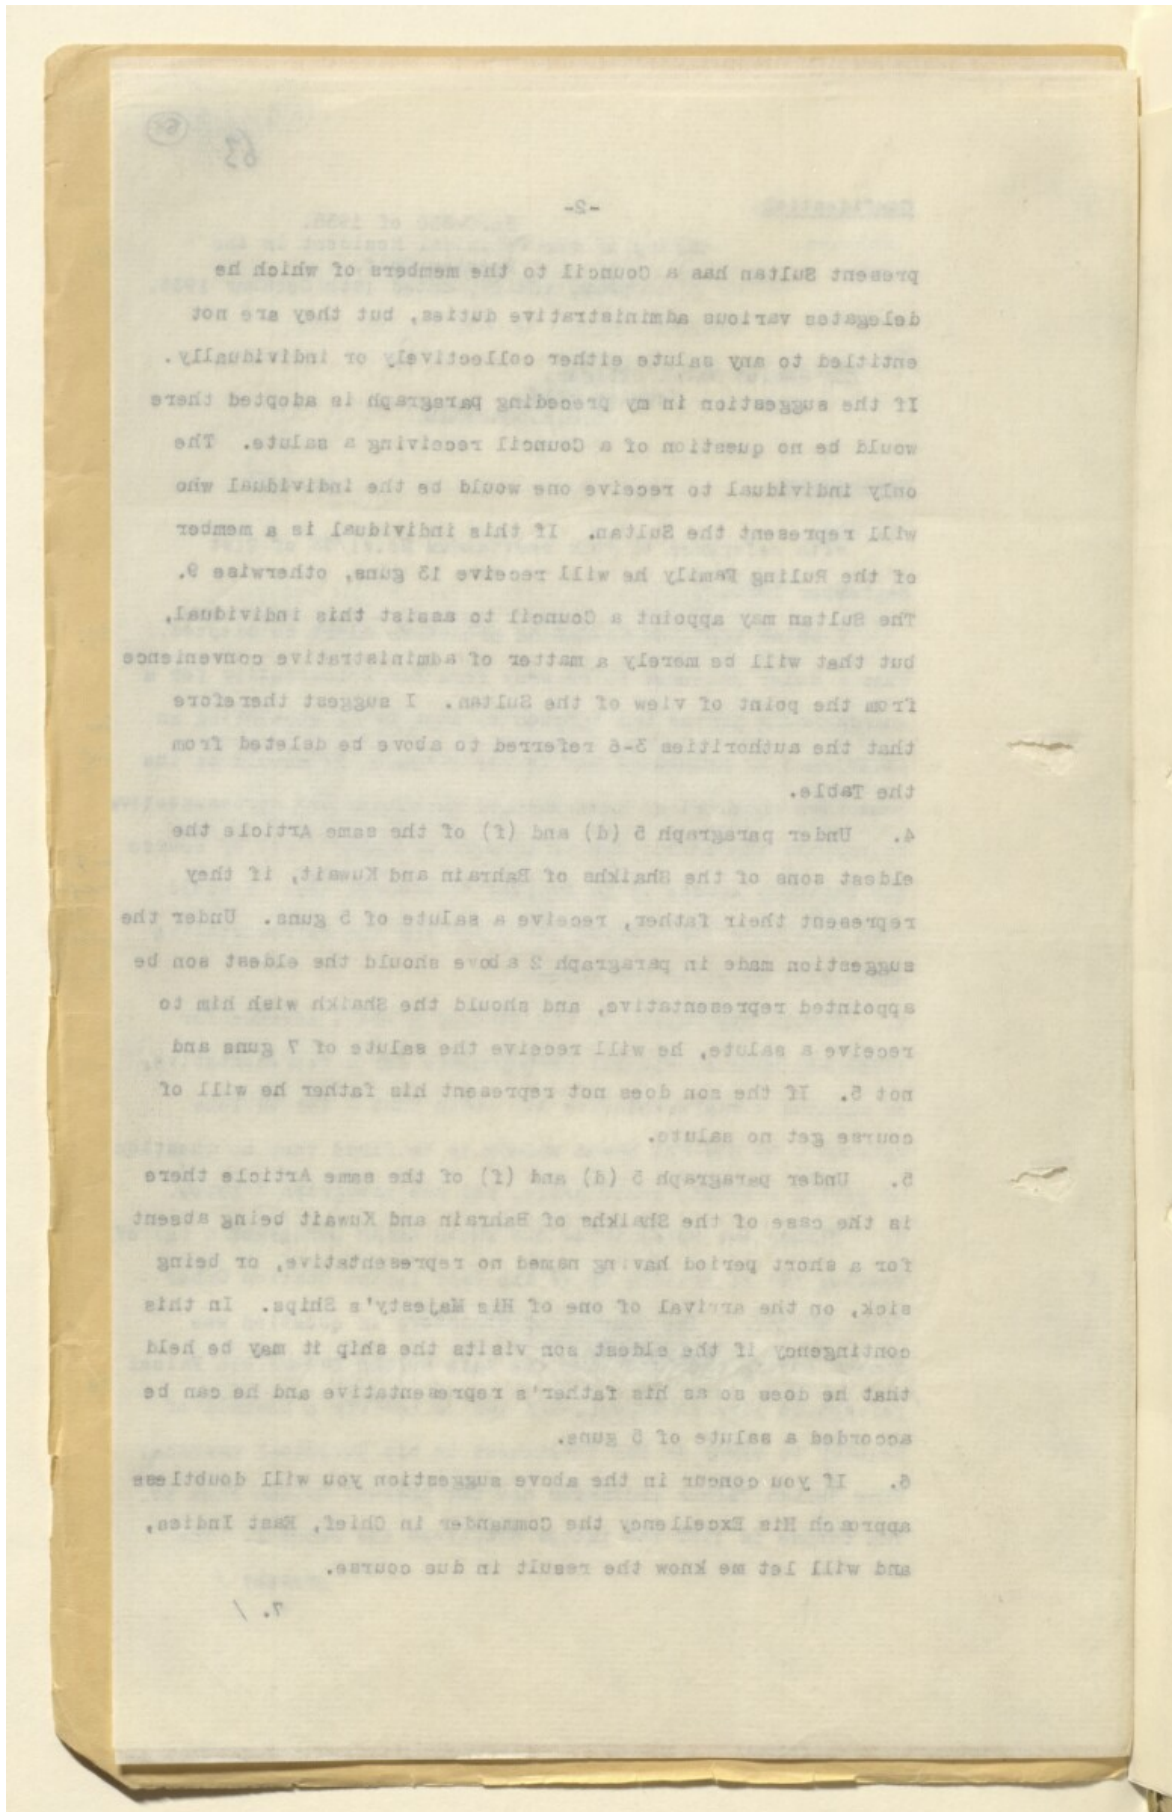 63
-2-
present Sultan has a Council to the members of which he
delegates various administrative duties, but they are not
entitled to any salute either collectively or individually.
If the suggestion in my preceding paragraph is adopted there
would be no question of a Council receiving a salute. The
only individual to receive one would be the individual who
will represent the Sultan. If this individual is a member
of the Ruling Family he will receive 13 guns, otherwise 9.
The Sultan may appoint a Council to assist this individual,
but that will be merely a matter of administrative convenience
from the point of view of the Sultan. I suggest therefore
that the authorities 3-6 referred to above be deleted from
the Table.
4. Under paragraph 5 (d) and (f) of the same Article the
eldest sons of the Shaikhs of Bahrain and Kuwait, if they
represent their father, receive a salute of 5 guns. Under the
suggestion made in paragraph 2 above should the eldest son be
appointed representative, and should the Shaikh wish him to
receive a salute, he will receive the salute of 7 guns and
not 5. If the son does not represent his father he will of
course get no salute.
5. Under paragraph 5 (d) and (f) of the same Article there
is the case of the Shaikhs of Bahrain and Kuwait being absent
for a short period having named no representative, or being
sick, on the arrival of one of His Majesty's Ships. In this
contingency if the eldest son visits the ship it may be held
that he does so as his father's representative and he can be
accorded a salute of 5 guns.
6. If you concur in the above suggestion you will doubtless
approach His Excellency the Commander in Chief, East Indies,
and will let me know the result in due course.
7. /